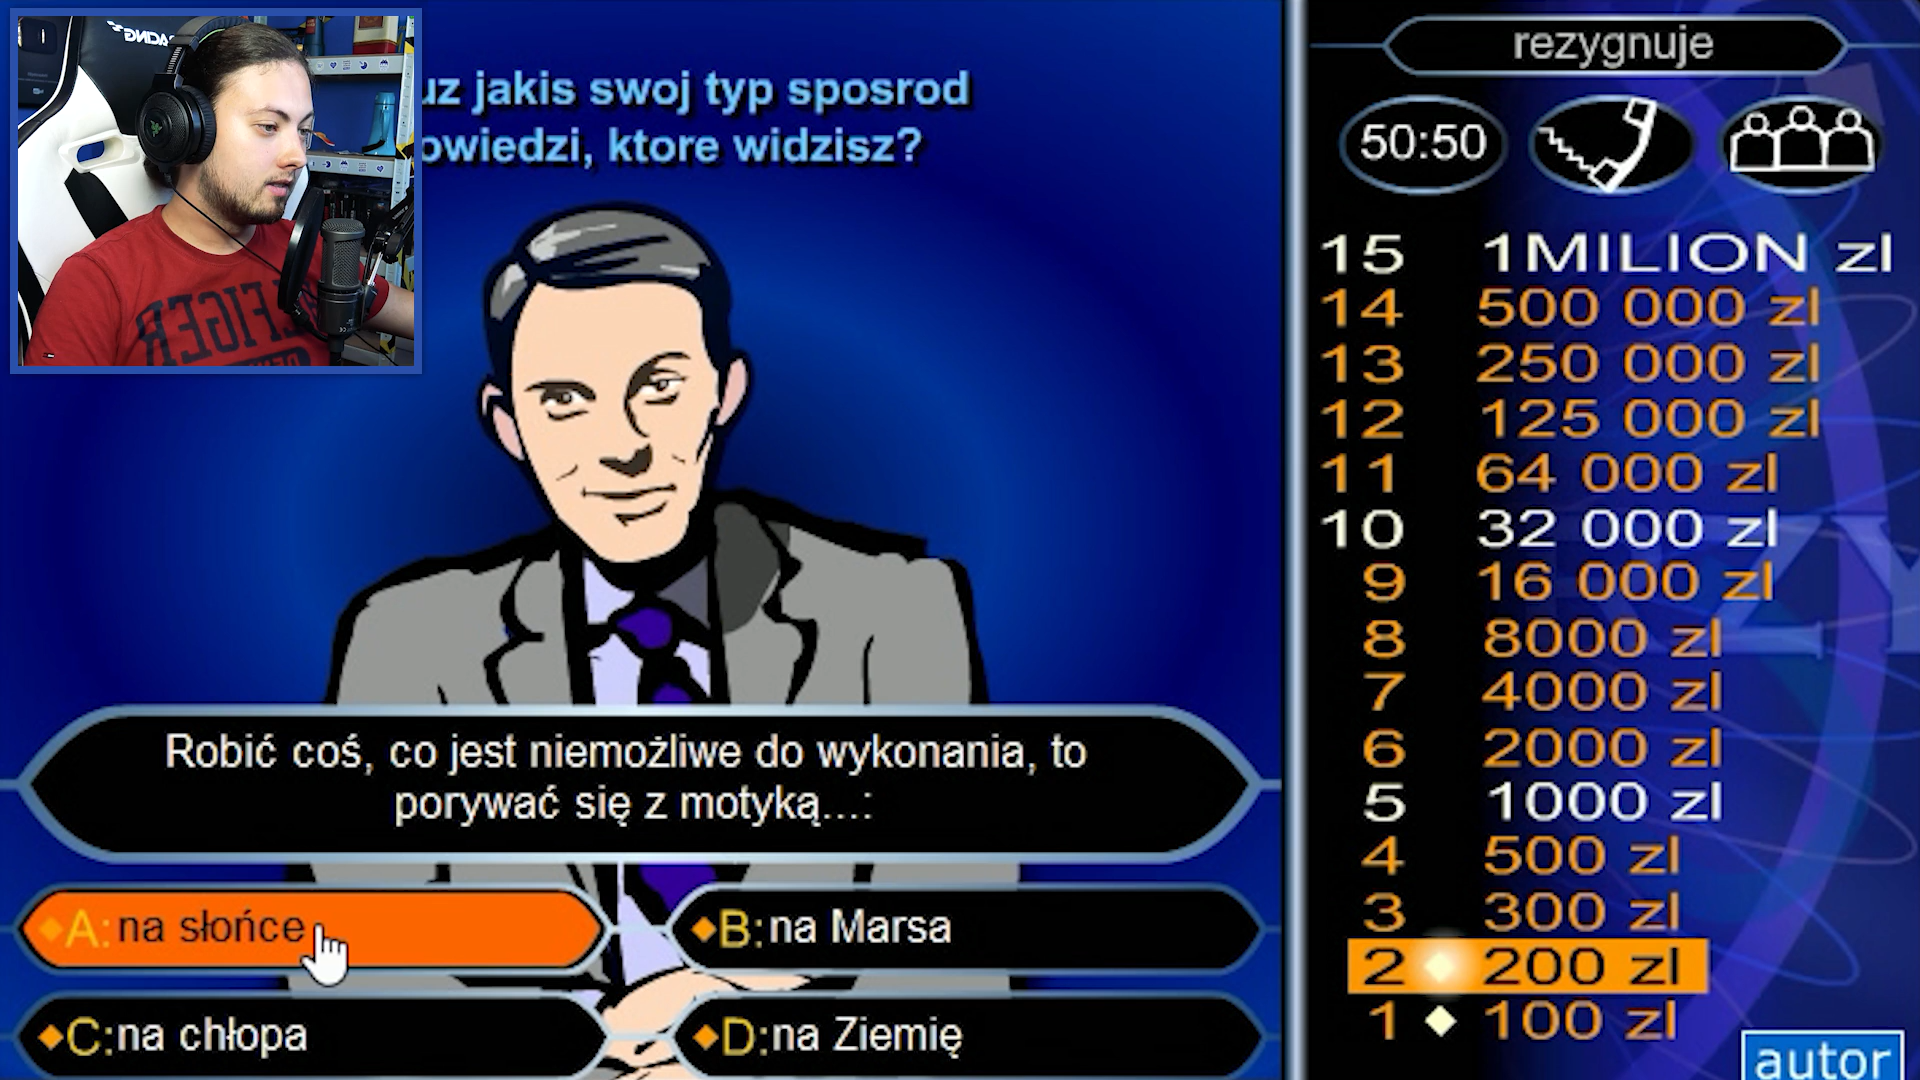 uz jakis swoj typ sposrod
owiedzi, ktore widzisz?
rezygnuje
50:50
15 1MILION zl
14 500 000 zl
13 250 000 zl
12 125 000 zl
11 64 000 zl
10 32 000 zl
9 16 000 zl
8 8000 zl
7 4000 zl
6 2000 zl
5 1000 zl
4 500 zl
3 300 zl
2 200 zl
1 100 zl
Robić coś, co jest niemożliwe do wykonania, to
porywać się z motyką...:
A: na słońce
B: na Marsa
C: na chłopa
D: na Ziemię
autor